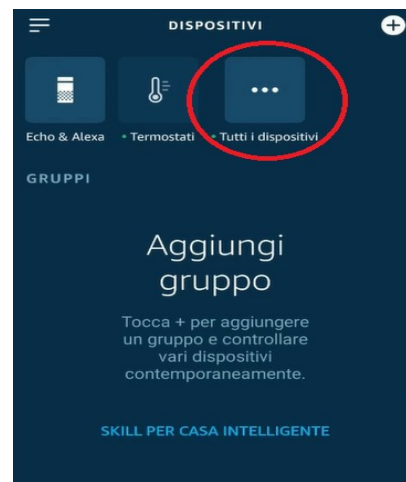 DISPOSITIVI
Echo & Alexa
Termostati
Tutti i dispositivi
GRUPPI
Aggiungi
gruppo
Tocca + per aggiungere
un gruppo e controllare
vari dispositivi
contemporaneamente.
SKILL PER CASA INTELLIGENTE